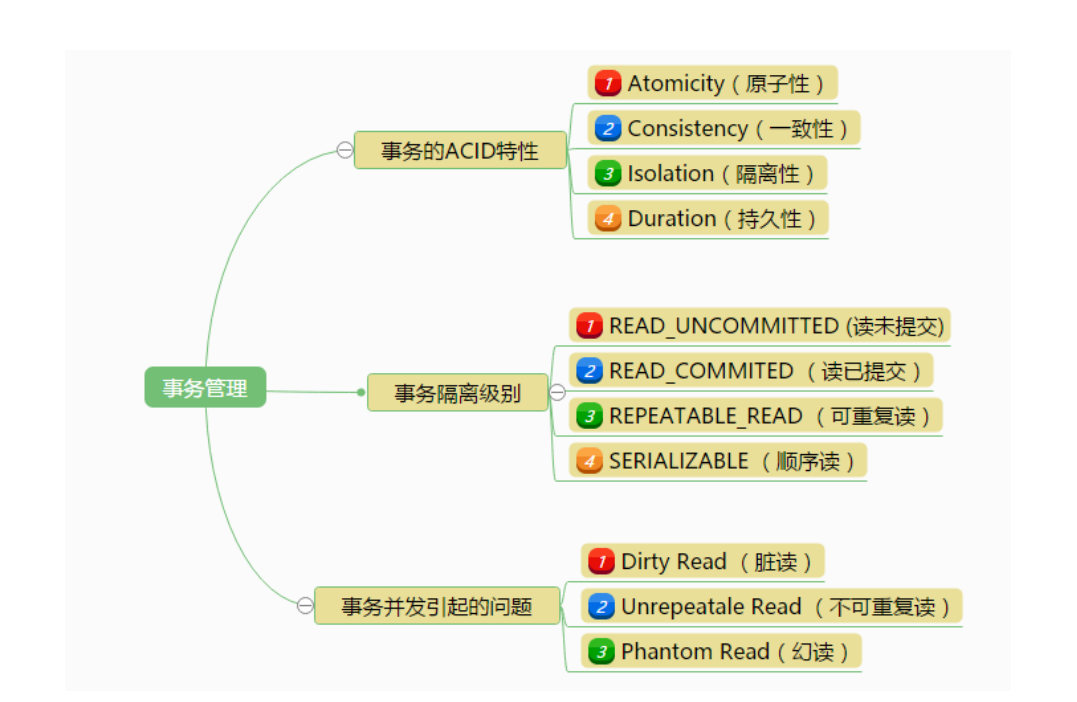 事务管理
事务的ACID特性
1 Atomicity（原子性）
2 Consistency（一致性）
3 Isolation（隔离性）
4 Duration（持久性）
事务隔离级别
1 READ_UNCOMMITTED (读未提交)
2 READ_COMMITED （读已提交）
3 REPEATABLE_READ （可重复读）
4 SERIALIZABLE （顺序读）
事务并发引起的问题
1 Dirty Read （脏读）
2 Unrepeatale Read （不可重复读）
3 Phantom Read（幻读）